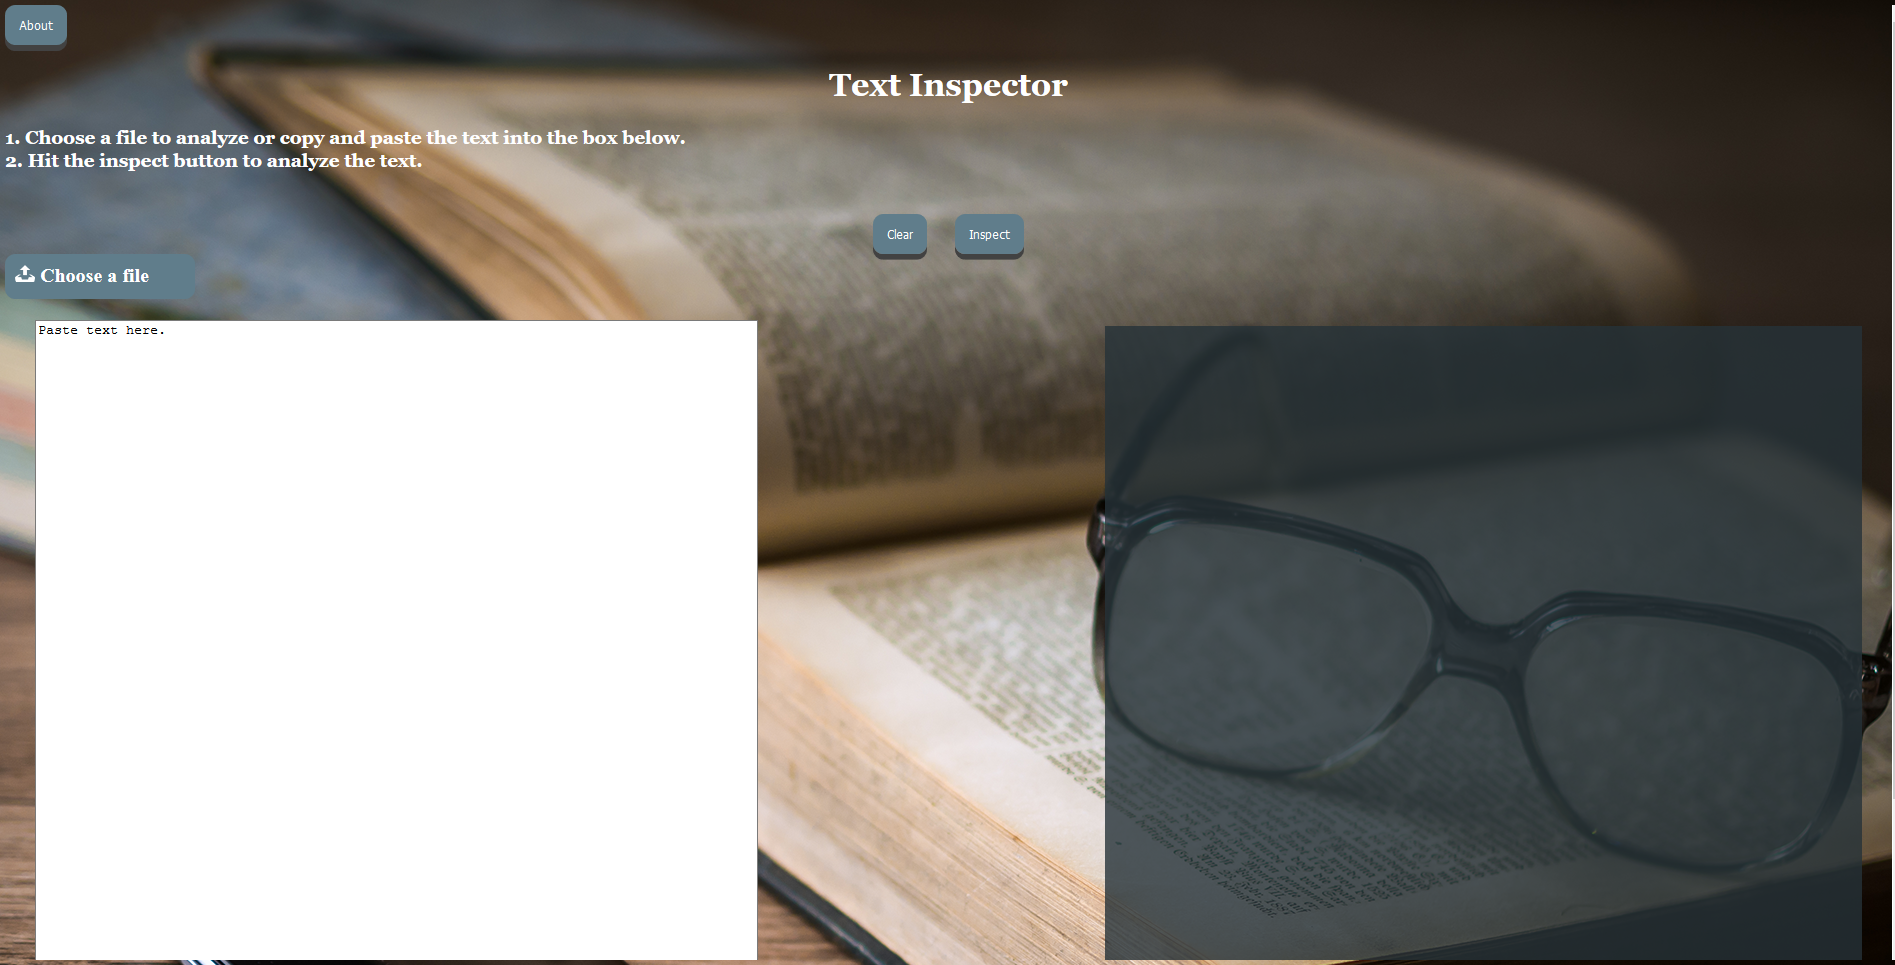 About
Text Inspector
1. Choose a file to analyze or copy and paste the text into the box below.
2. Hit the inspect button to analyze the text.
Clear
Inspect
Choose a file
Paste text here.